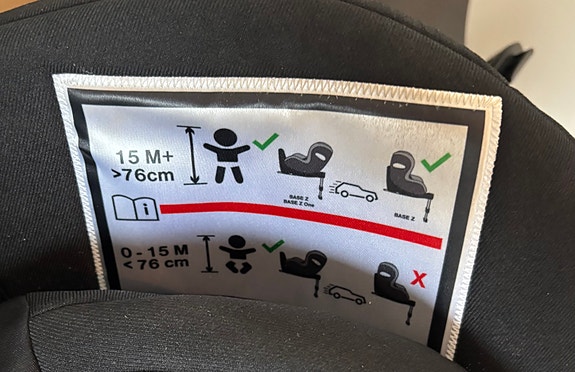 15 M+
>76cm
BASE Z
BASE Z One
BASE Z
i
0 - 15 M
< 76 cm
X